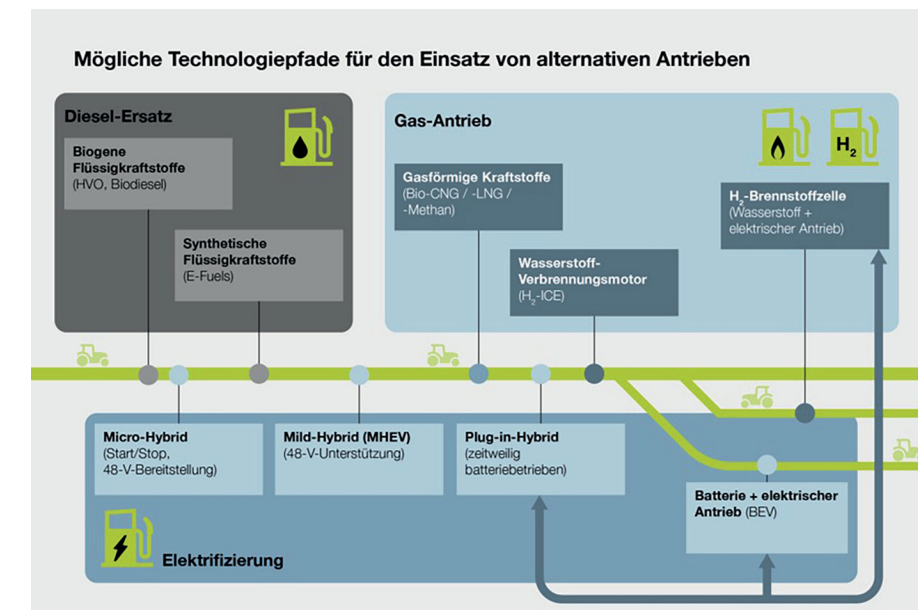 Mögliche Technologiepfade für den Einsatz von alternativen Antrieben
Diesel-Ersatz
Biogene
Flüssigkraftstoffe
(HVO, Biodiesel)
Synthetische
Flüssigkraftstoffe
(E-Fuels)
Gas-Antrieb
H₂
Gasförmige Kraftstoffe
(Bio-CNG / -LNG /
-Methan)
Wasserstoff-
Verbrennungsmotor
(H₂-ICE)
H₂-Brennstoffzelle
(Wasserstoff +
elektrischer Antrieb)
Micro-Hybrid
(Start/Stop,
48-V-Bereitstellung)
Mild-Hybrid (MHEV)
(48-V-Unterstützung)
Plug-in-Hybrid
(zeitweilig
batteriebetrieben)
Batterie + elektrischer
Antrieb (BEV)
Elektrifizierung